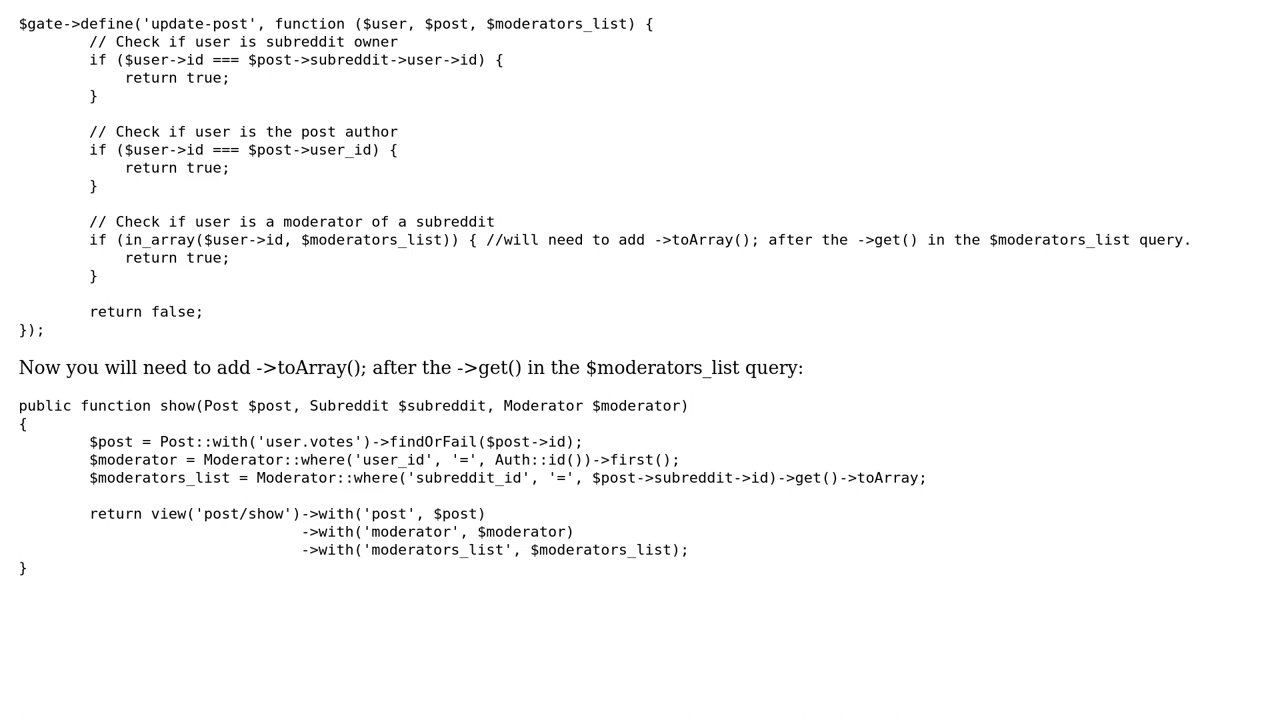 $gate->define('update-post', function ($user, $post, $moderators_list) {
        // Check if user is subreddit owner
        if ($user->id === $post->subreddit->user->id) {
            return true;
        }

        // Check if user is the post author
        if ($user->id === $post->user_id) {
            return true;
        }

        // Check if user is a moderator of a subreddit
        if (in_array($user->id, $moderators_list)) { //will need to add ->toArray(); after the ->get() in the $moderators_list query.
            return true;
        }

        return false;
});
Now you will need to add ->toArray(); after the ->get() in the $moderators_list query:
public function show(Post $post, Subreddit $subreddit, Moderator $moderator)
{
        $post = Post::with('user.votes')->findOrFail($post->id);
        $moderator = Moderator::where('user_id', '=', Auth::id())->first();
        $moderators_list = Moderator::where('subreddit_id', '=', $post->subreddit->id)->get()->toArray;

        return view('post/show')->with('post', $post)
                                ->with('moderator', $moderator)
                                ->with('moderators_list', $moderators_list);
}